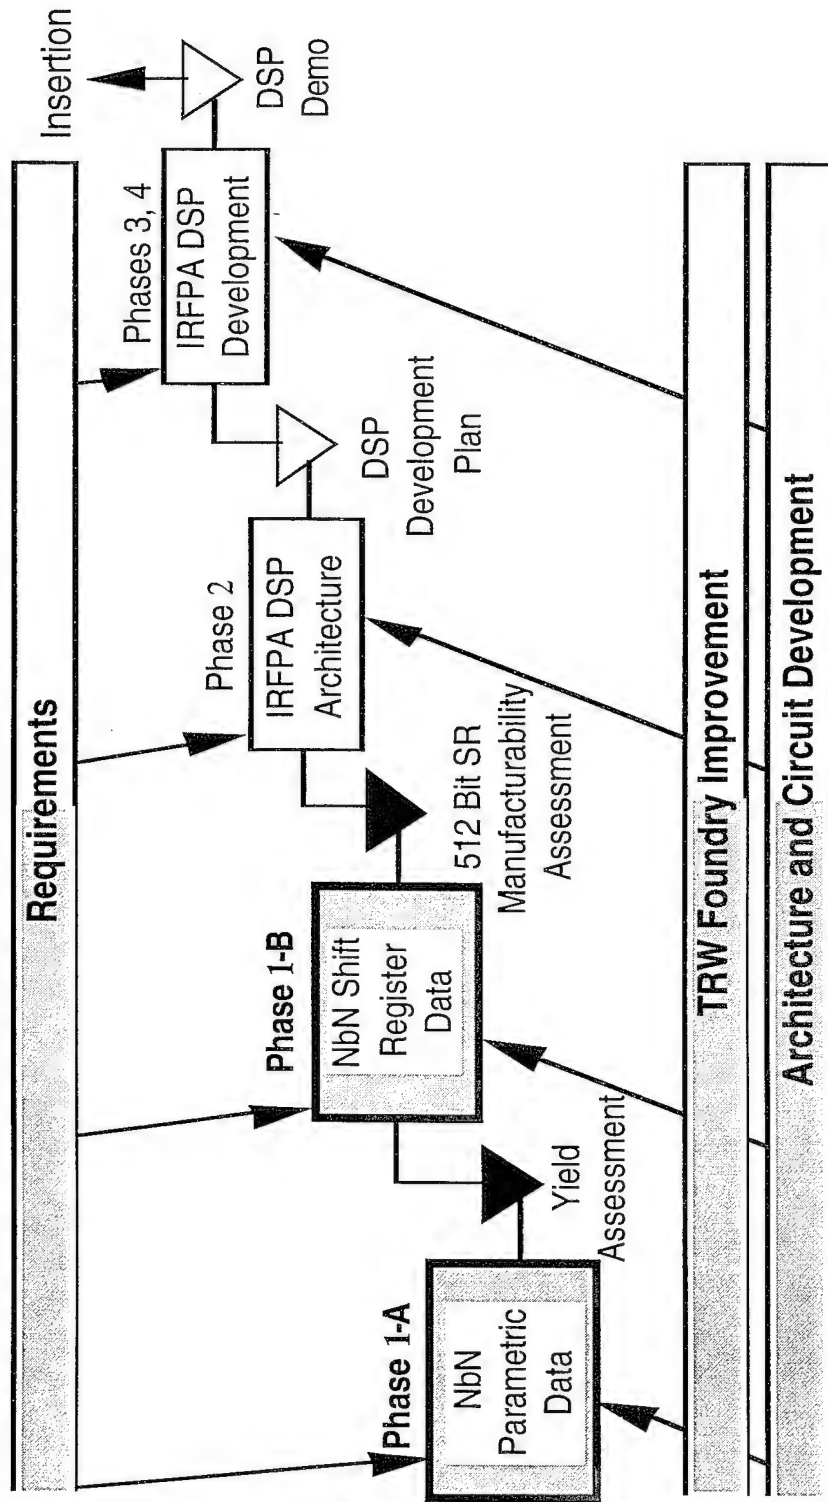 Requirements
Insertion
Phase 1-A
NbN
Parametric
Data
Yield
Assessment
Phase 1-B
NbN Shift
Register
Data
512 Bit SR
Manufacturability
Assessment
Phase 2
IRFPA DSP
Architecture
DSP
Development
Plan
Phases 3, 4
IRFPA DSP
Development
DSP
Demo
TRW Foundry Improvement
Architecture and Circuit Development